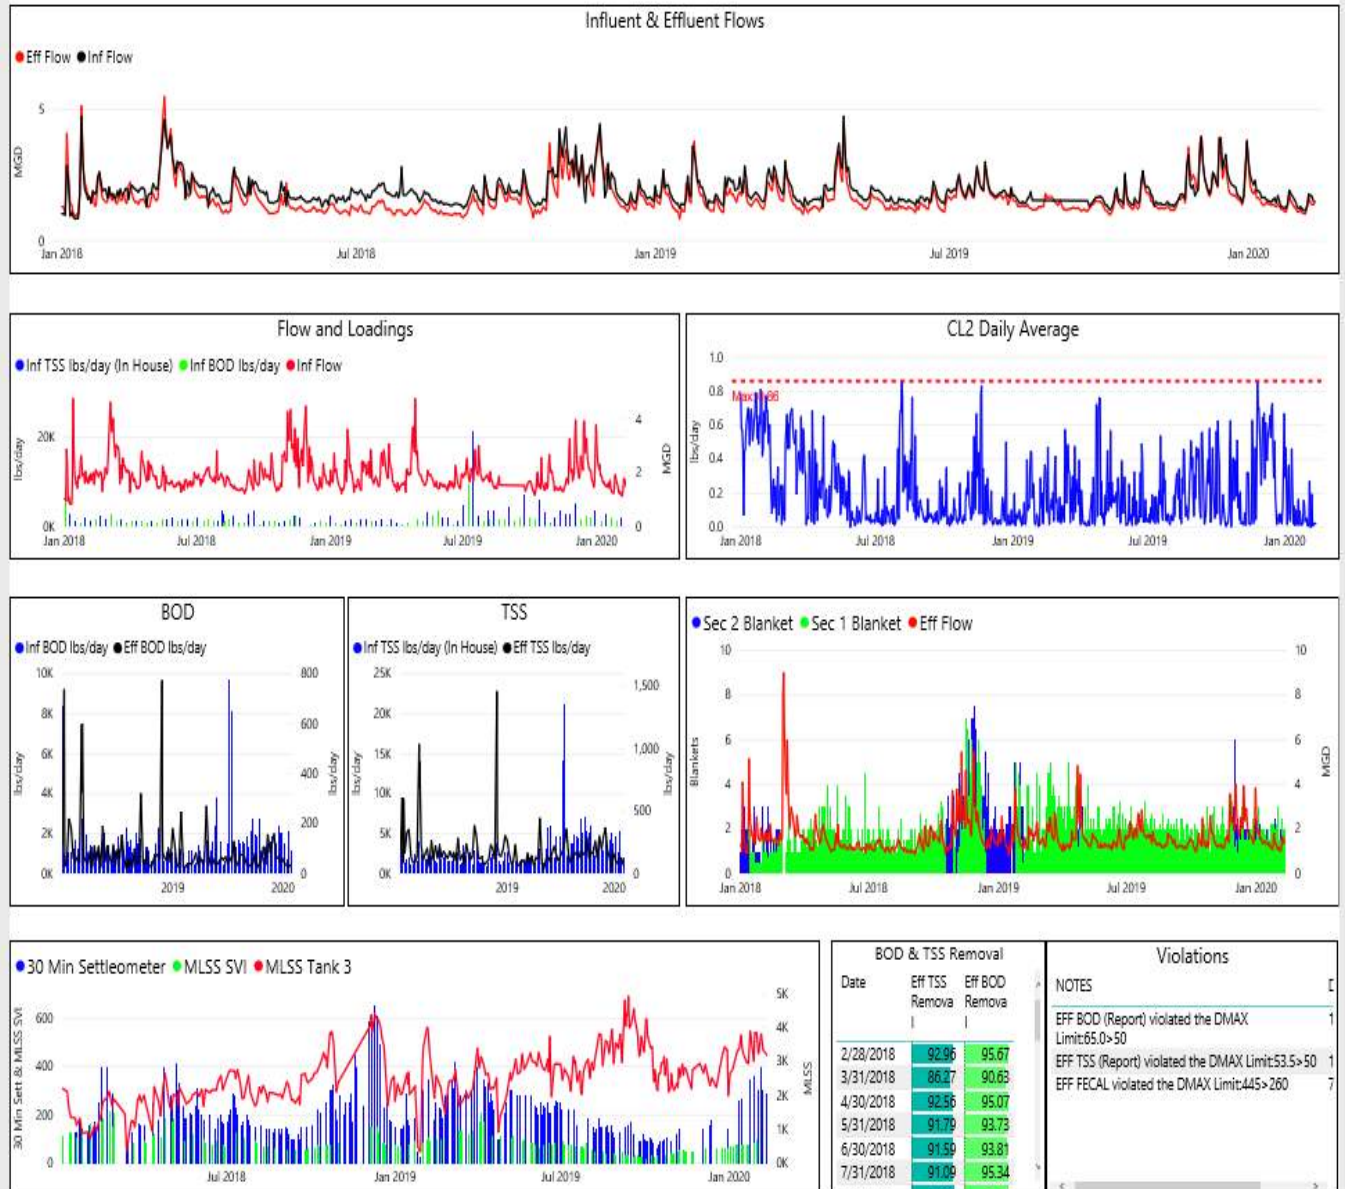 Influent & Effluent Flows
Eff Flow Inf Flow
5
MGD
0
Jan 2018 Jul 2018 Jan 2019 Jul 2019 Jan 2020
Flow and Loadings
Inf TSS lbs/day (In House) Inf BOD lbs/day Inf Flow
4
20K
lbs/day
MGD
2
0K 0
Jan 2018 Jul 2018 Jan 2019 Jul 2019 Jan 2020
CL2 Daily Average
1.0
0.8
0.6
lbs/day
0.4
0.2
0.0
Jan 2018 Jul 2018 Jan 2019 Jul 2019 Jan 2020
BOD
Inf BOD lbs/day Eff BOD lbs/day
10K 800
8K
600
6K
lbs/day lbs/day
400
4K
200
2K
0K 0
2019 2020
TSS
Inf TSS lbs/day (In House) Eff TSS lbs/day
25K
1,500
20K
15K
1,000
lbs/day lbs/day
10K
500
5K
0K 0
2019 2020
Sec 2 Blanket Sec 1 Blanket Eff Flow
10 10
8 8
6 6
Blankets MGD
4 4
2 2
0 0
Jan 2018 Jul 2018 Jan 2019 Jul 2019 Jan 2020
30 Min Settleometer MLSS SVI MLSS Tank 3
5K
600
4K
400 3K
30 Min Sett & MLSS SVI
MLSS
2K
200
1K
0 0K
Jul 2018 Jan 2019 Jul 2019 Jan 2020
BOD & TSS Removal
Date Eff TSS Eff BOD
Remova Remova
l l
2/28/2018 92.96 95.67
3/31/2018 86.27 90.63
4/30/2018 92.56 95.07
5/31/2018 91.79 93.73
6/30/2018 91.59 93.81
7/31/2018 91.09 95.34
Violations
NOTES
EFF BOD (Report) violated the DMAX 1
Limit:65.0>50
EFF TSS (Report) violated the DMAX Limit:53.5>50 1
EFF FECAL violated the DMAX Limit:445>260 7